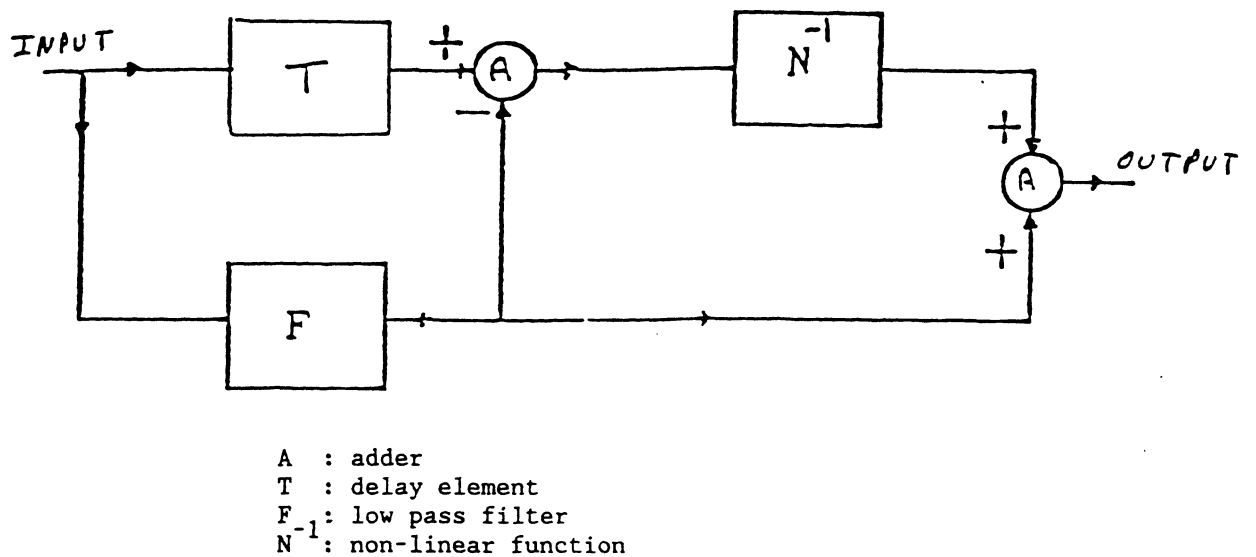 INPUT
T
+
A
−
N⁻¹
+
A
OUTPUT
+
F
A : adder
T : delay element
F : low pass filter
N⁻¹: non-linear function